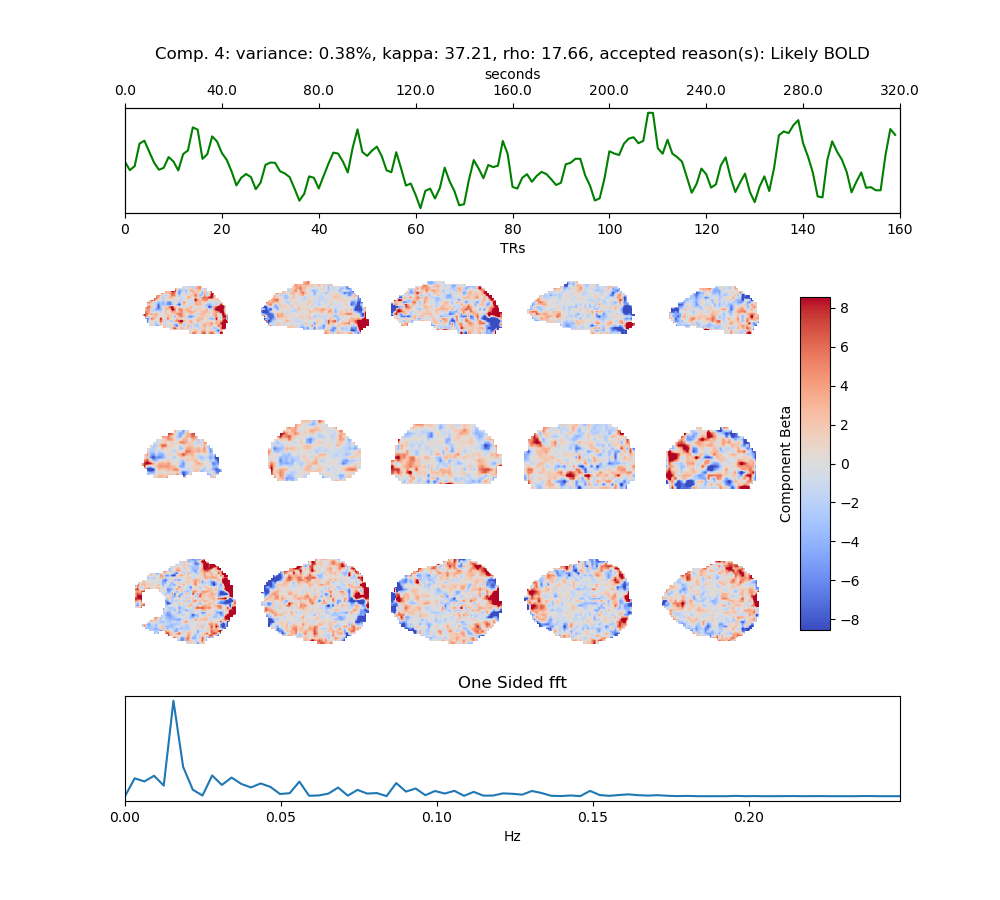 Comp. 4: variance: 0.38%, kappa: 37.21, rho: 17.66, accepted reason(s): Likely BOLD
seconds
0.0 40.0 80.0 120.0 160.0 200.0 240.0 280.0 320.0
0 20 40 60 80 100 120 140 160
TRs
8
6
4
2
0
−2
−4
−6
−8
Component Beta
One Sided fft
0.00 0.05 0.10 0.15 0.20
Hz